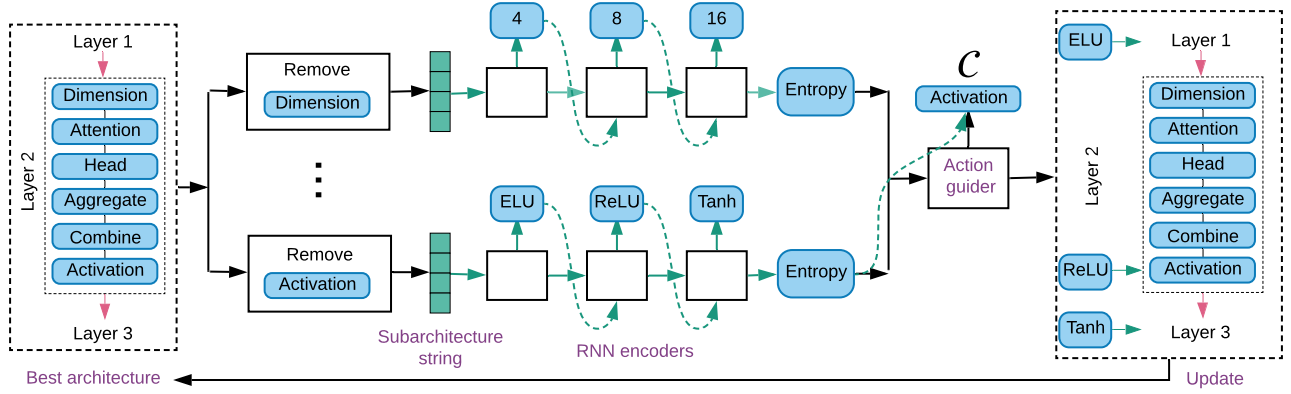 Layer 1
Layer 2
Dimension
Attention
Head
Aggregate
Combine
Activation
Layer 3
Best architecture
Remove
Dimension
Remove
Activation
Subarchitecture
string
4
8
16
Entropy
ELU
ReLU
Tanh
Entropy
RNN encoders
C
Activation
Action
guider
ELU
Layer 1
Layer 2
Dimension
Attention
Head
Aggregate
Combine
Activation
ReLU
Tanh
Layer 3
Update